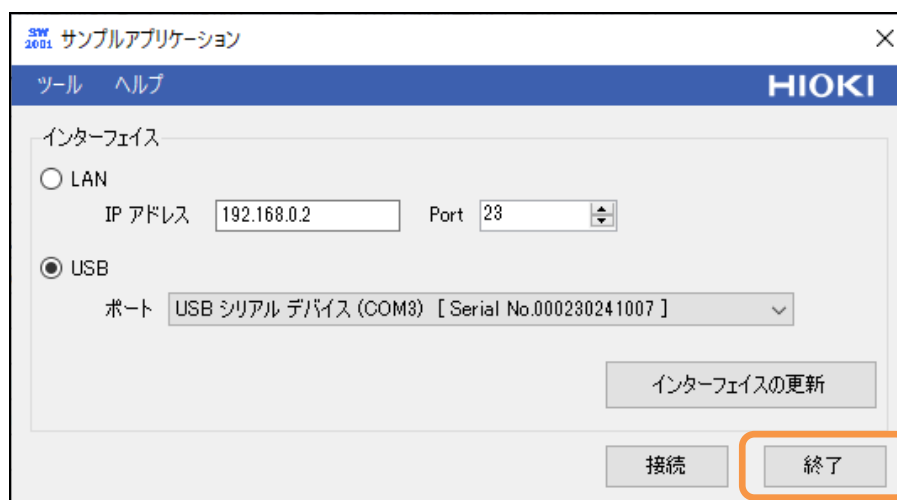 SW
2001 サンプルアプリケーション
ツール ヘルプ HIOKI
インターフェイス
LAN
IP アドレス 192.168.0.2 Port 23
USB
ポート USB シリアル デバイス (COM3) [ Serial No.000230241007 ]
インターフェイスの更新
接続 終了